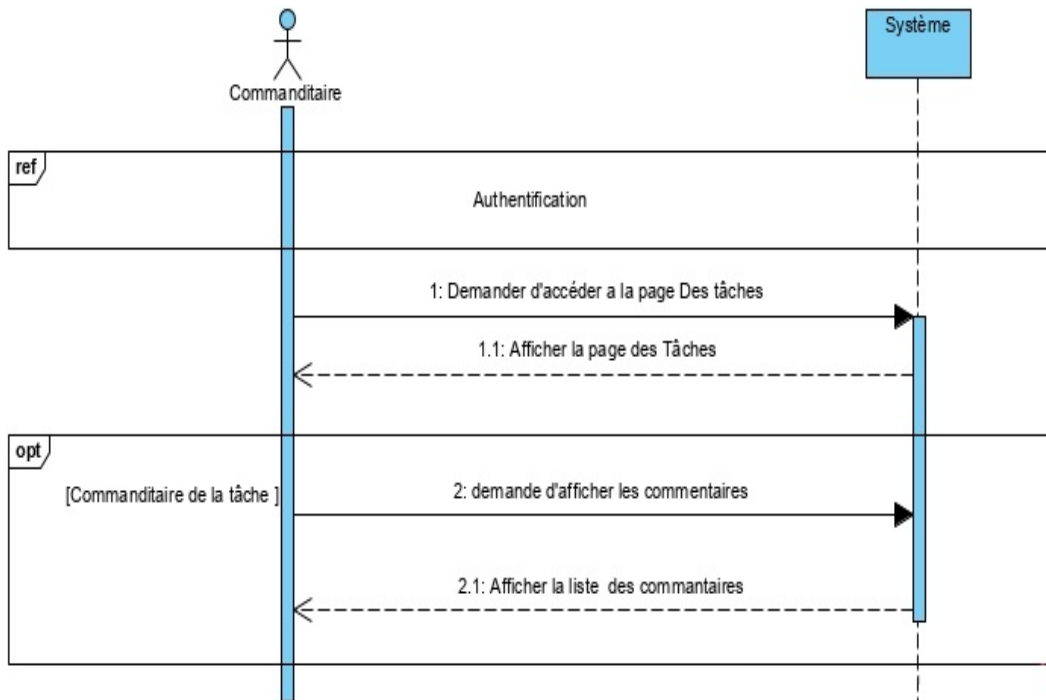 Système
Commanditaire
ref
Authentification
1: Demander d'accéder a la page Des tâches
1.1: Afficher la page des Tâches
opt
[Commanditaire de la tâche ]
2: demande d'afficher les commentaires
2.1: Afficher la liste des commantaires